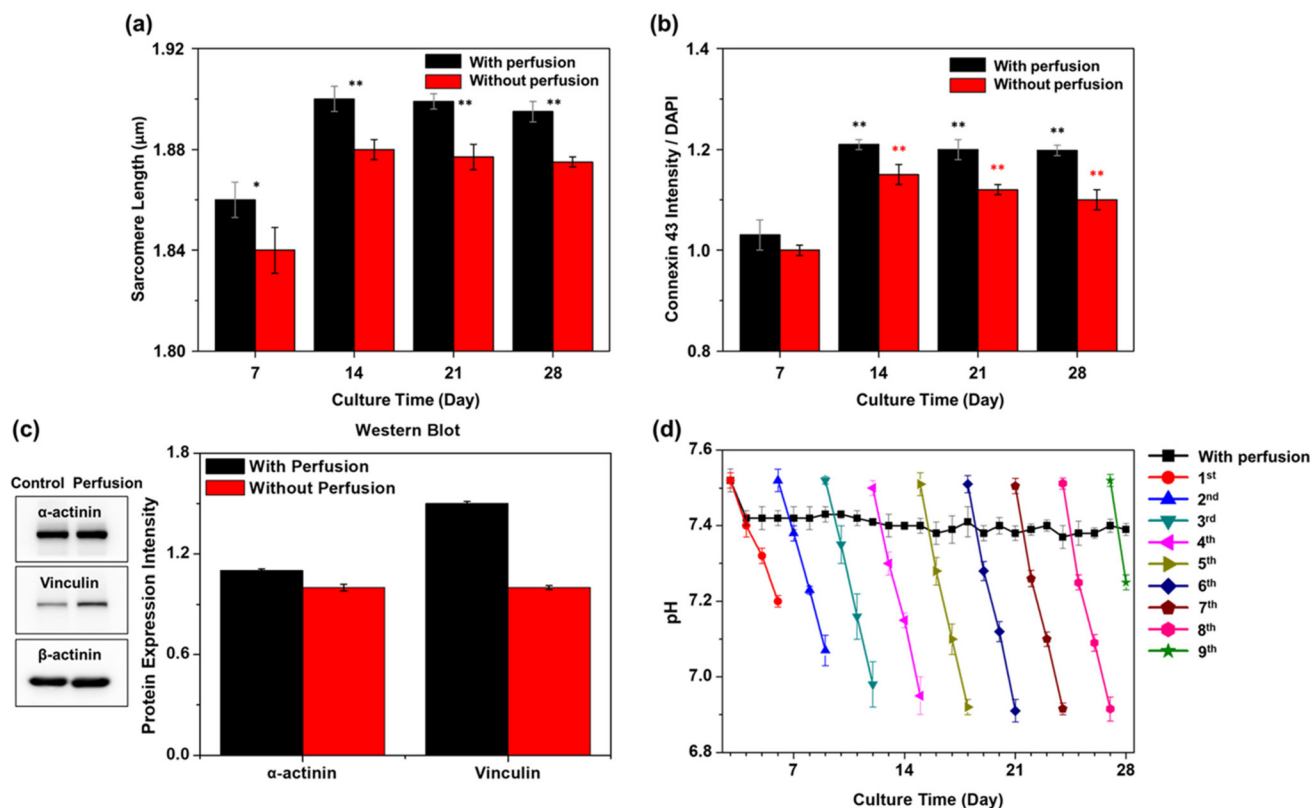 (a)
1.92
1.88
1.84
1.80
Sarcomere Length (μm)
With perfusion
Without perfusion
*
**
**
**
7 14 21 28
Culture Time (Day)
(b)
1.4
1.2
1.0
0.8
Connexin 43 Intensity / DAPI
With perfusion
Without perfusion
**
**
**
**
**
**
7 14 21 28
Culture Time (Day)
(c)
Western Blot
Control Perfusion
α-actinin
Vinculin
β-actinin
1.8
1.2
0.6
0.0
Protein Expression Intensity
With Perfusion
Without Perfusion
α-actinin Vinculin
(d)
7.6
7.4
7.2
7.0
6.8
pH
7 14 21 28
Culture Time (Day)
With perfusion
1st
2nd
3rd
4th
5th
6th
7th
8th
9th